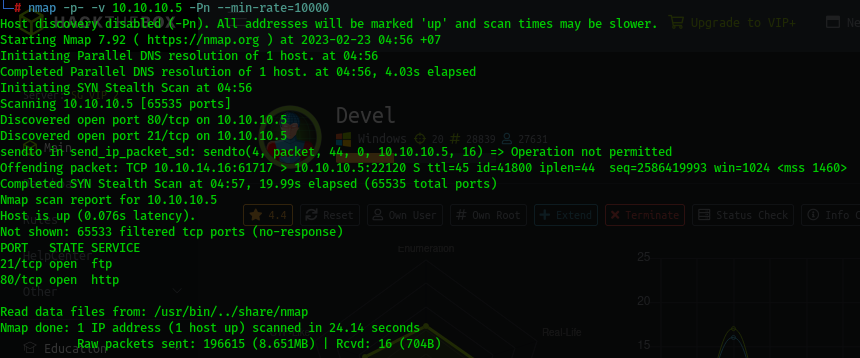 # nmap -p- -v 10.10.10.5 -Pn --min-rate=10000
Host discovery disabled (-Pn). All addresses will be marked 'up' and scan times may be slower.
Upgrade to VIP+
Starting Nmap 7.92 ( https://nmap.org ) at 2023-02-23 04:56 +07
Initiating Parallel DNS resolution of 1 host. at 04:56
Completed Parallel DNS resolution of 1 host. at 04:56, 4.03s elapsed
Initiating SYN Stealth Scan at 04:56
Scanning 10.10.10.5 [65535 ports]
Devel
Discovered open port 80/tcp on 10.10.10.5
Discovered open port 21/tcp on 10.10.10.5
Windows 20 # 20839 27631
sendto in send_ip_packet_sd: sendto(4, packet, 44, 0, 10.10.10.5, 16) => Operation not permitted
Offending packet: TCP 10.10.14.16:61717 > 10.10.10.5:22120 S ttl=45 id=41800 iplen=44  seq=2586419993 win=1024 <mss 1460>
Completed SYN Stealth Scan at 04:57, 19.99s elapsed (65535 total ports)
Nmap scan report for 10.10.10.5
Host is up (0.076s latency).
4.4 Reset Own User Own Root Extend Terminate Status Check Info
Not shown: 65533 filtered tcp ports (no-response)
PORT   STATE SERVICE
Enumeration
25
21/tcp open  ftp
80/tcp open  http
Other
20
Read data files from: /usr/bin/../share/nmap
Nmap done: 1 IP address (1 host up) scanned in 24.14 seconds
Real-Life
Raw packets sent: 196615 (8.651MB) | Rcvd: 16 (704B)
Education
15